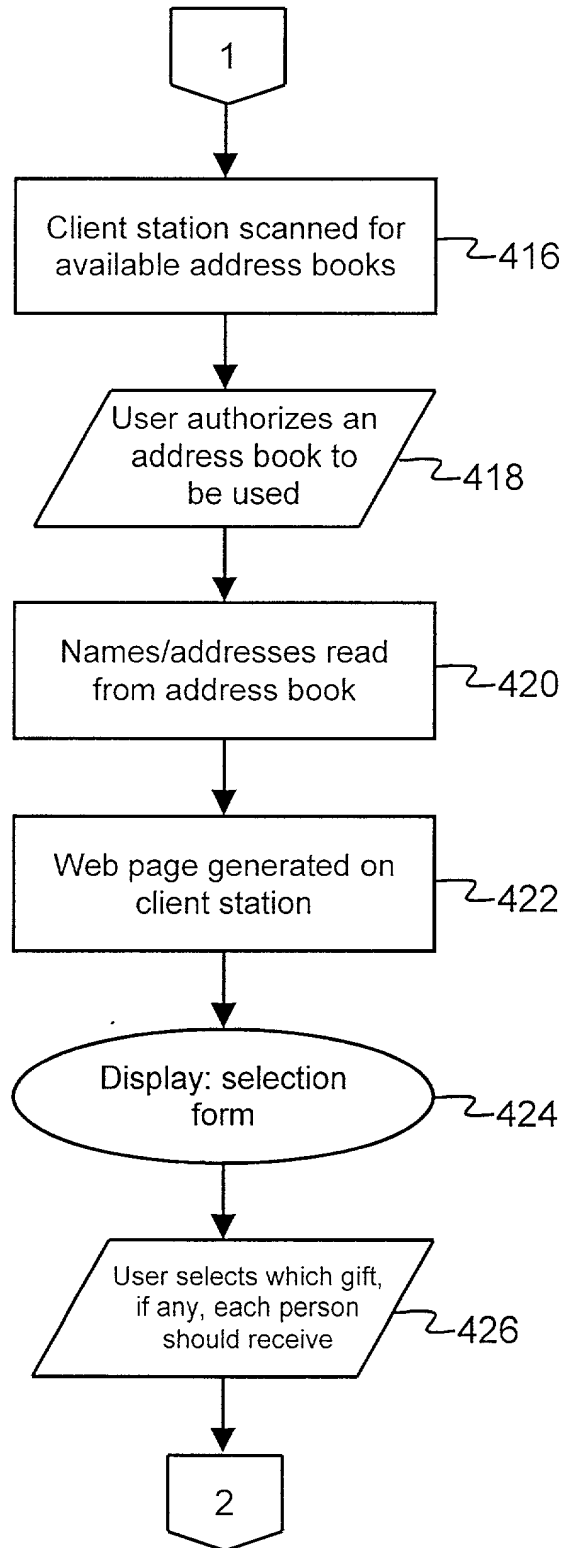 1
Client station scanned for
available address books
416
User authorizes an
address book to
be used
418
Names/addresses read
from address book
420
Web page generated on
client station
422
Display: selection
form
424
User selects which gift,
if any, each person
should receive
426
2